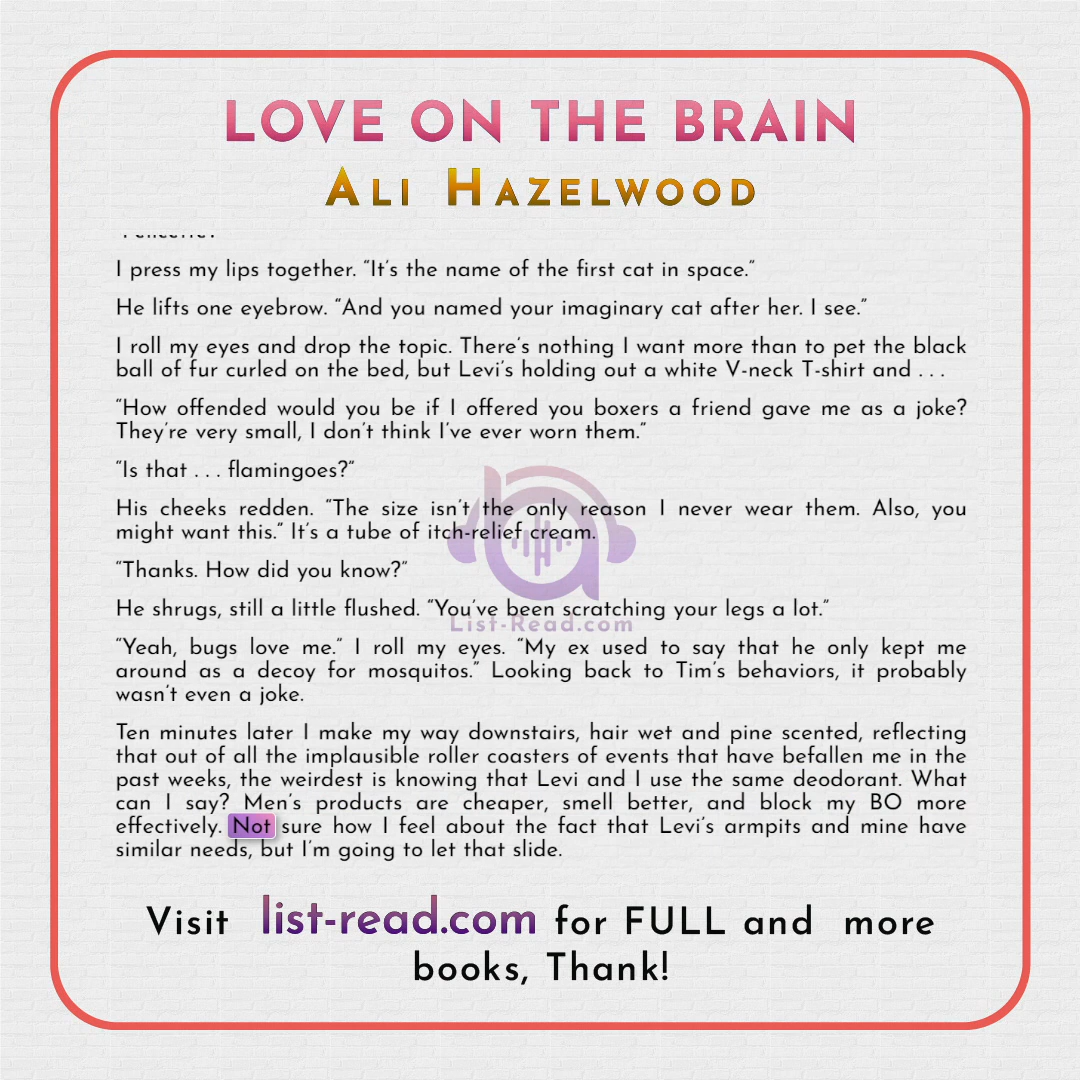 LOVE ON THE BRAIN
ALI HAZELWOOD
I press my lips together. “It’s the name of the first cat in space.”
He lifts one eyebrow. “And you named your imaginary cat after her. I see.”
I roll my eyes and drop the topic. There’s nothing I want more than to pet the black
ball of fur curled on the bed, but Levi’s holding out a white V-neck T-shirt and . . .
“How offended would you be if I offered you boxers a friend gave me as a joke?
They’re very small, I don’t think I’ve ever worn them.”
“Is that . . . flamingoes?”
His cheeks redden. “The size isn’t the only reason I never wear them. Also, you
might want this.” It’s a tube of itch-relief cream.
“Thanks. How did you know?”
He shrugs, still a little flushed. “You’ve been scratching your legs a lot.”
List-Read.com
“Yeah, bugs love me.” I roll my eyes. “My ex used to say that he only kept me
around as a decoy for mosquitos.” Looking back to Tim’s behaviors, it probably
wasn’t even a joke.
Ten minutes later I make my way downstairs, hair wet and pine scented, reflecting
that out of all the implausible roller coasters of events that have befallen me in the
past weeks, the weirdest is knowing that Levi and I use the same deodorant. What
can I say? Men’s products are cheaper, smell better, and block my BO more
effectively. Not sure how I feel about the fact that Levi’s armpits and mine have
similar needs, but I’m going to let that slide.
Visit list-read.com for FULL and more
books, Thank!